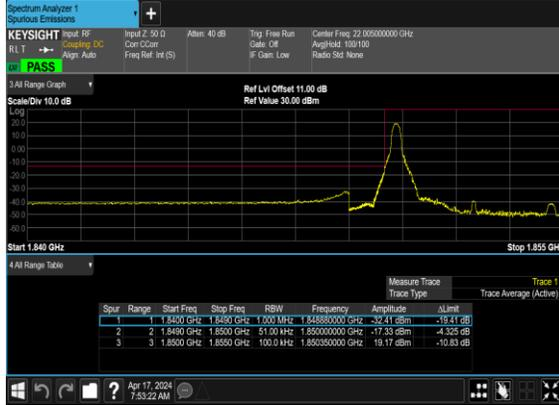 Spectrum Analyzer 1
Spurious Emissions
+
KEYSIGHT Input: RF Input Z: 50 Ω Atten: 40 dB Trig: Free Run Center Freq: 22.005000000 GHz
RLT Coupling: DC Corr CCorr Gate: Off Avg|Hold: 100/100
Align: Auto Freq Ref: Int (S) IF Gain: Low Radio Std: None
PASS
3 All Range Graph
Ref Lvl Offset 11.00 dB
Scale/Div 10.0 dB Ref Value 30.00 dBm
Log
20.0
10.0
0.00
-10.0
-20.0
-30.0
-40.0
-50.0
-60.0
Start 1.840 GHz Stop 1.855 GH
4 All Range Table
Measure Trace Trace 1
Trace Type Trace Average (Active)
Spur Range Start Freq Stop Freq RBW Frequency Amplitude ΔLimit
1 1 1.8400 GHz 1.8490 GHz 1.000 MHz 1.848880000 GHz -32.41 dBm -19.41 dB
2 2 1.8490 GHz 1.8500 GHz 51.00 kHz 1.850000000 GHz -17.33 dBm -4.325 dB
3 3 1.8500 GHz 1.8550 GHz 100.0 kHz 1.850350000 GHz 19.17 dBm -10.83 dB
? Apr 17, 2024
7:53:22 AM